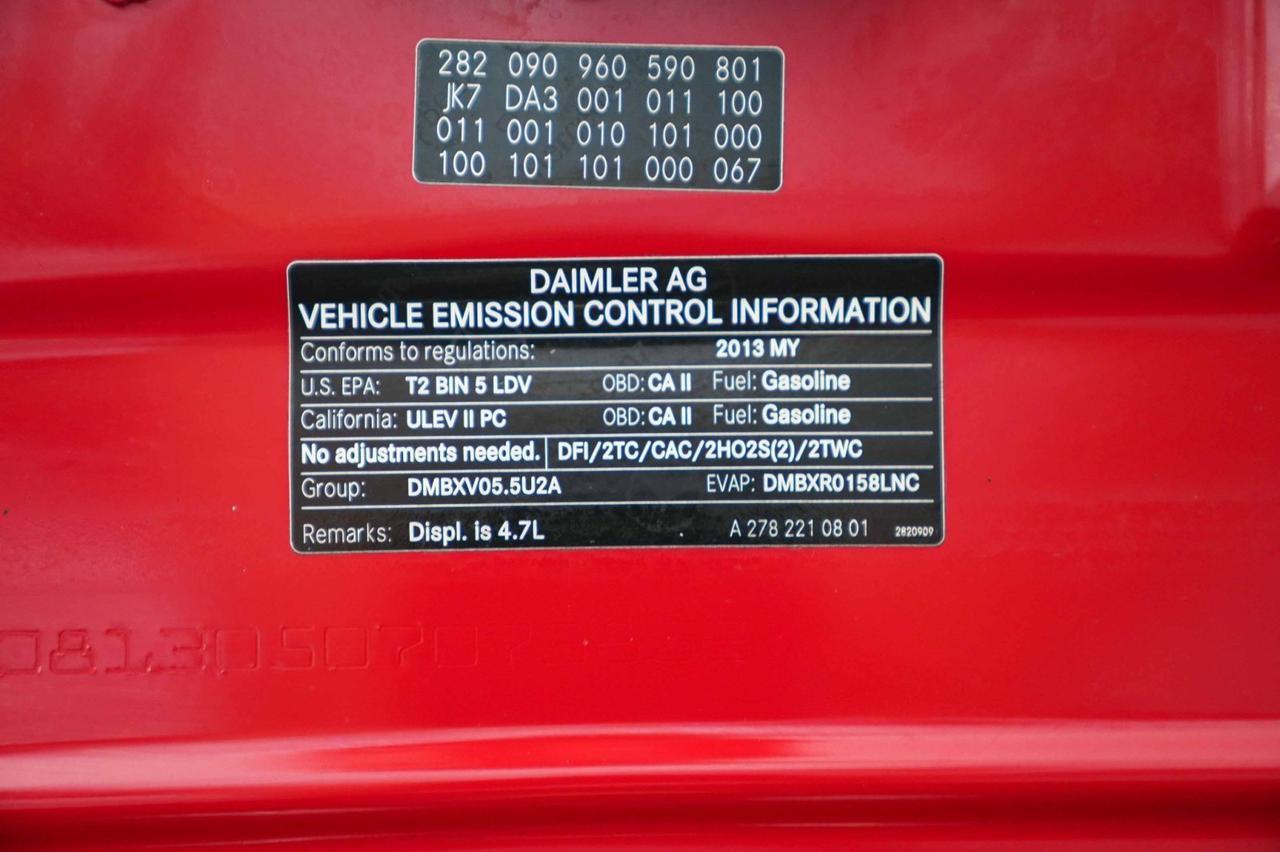 282 090 960 590 801
JK7 DA3 001 011 100
011 001 010 101 000
100 101 101 000 067
DAIMLER AG
VEHICLE EMISSION CONTROL INFORMATION
Conforms to regulations: 2013 MY
U.S. EPA: T2 BIN 5 LDV OBD: CA II Fuel: Gasoline
California: ULEV II PC OBD: CA II Fuel: Gasoline
No adjustments needed. DFI/2TC/CAC/2HO2S(2)/2TWC
Group: DMBXV05.5U2A EVAP: DMBXR0158LNC
Remarks: Displ. is 4.7L A 278 221 08 01 2820909